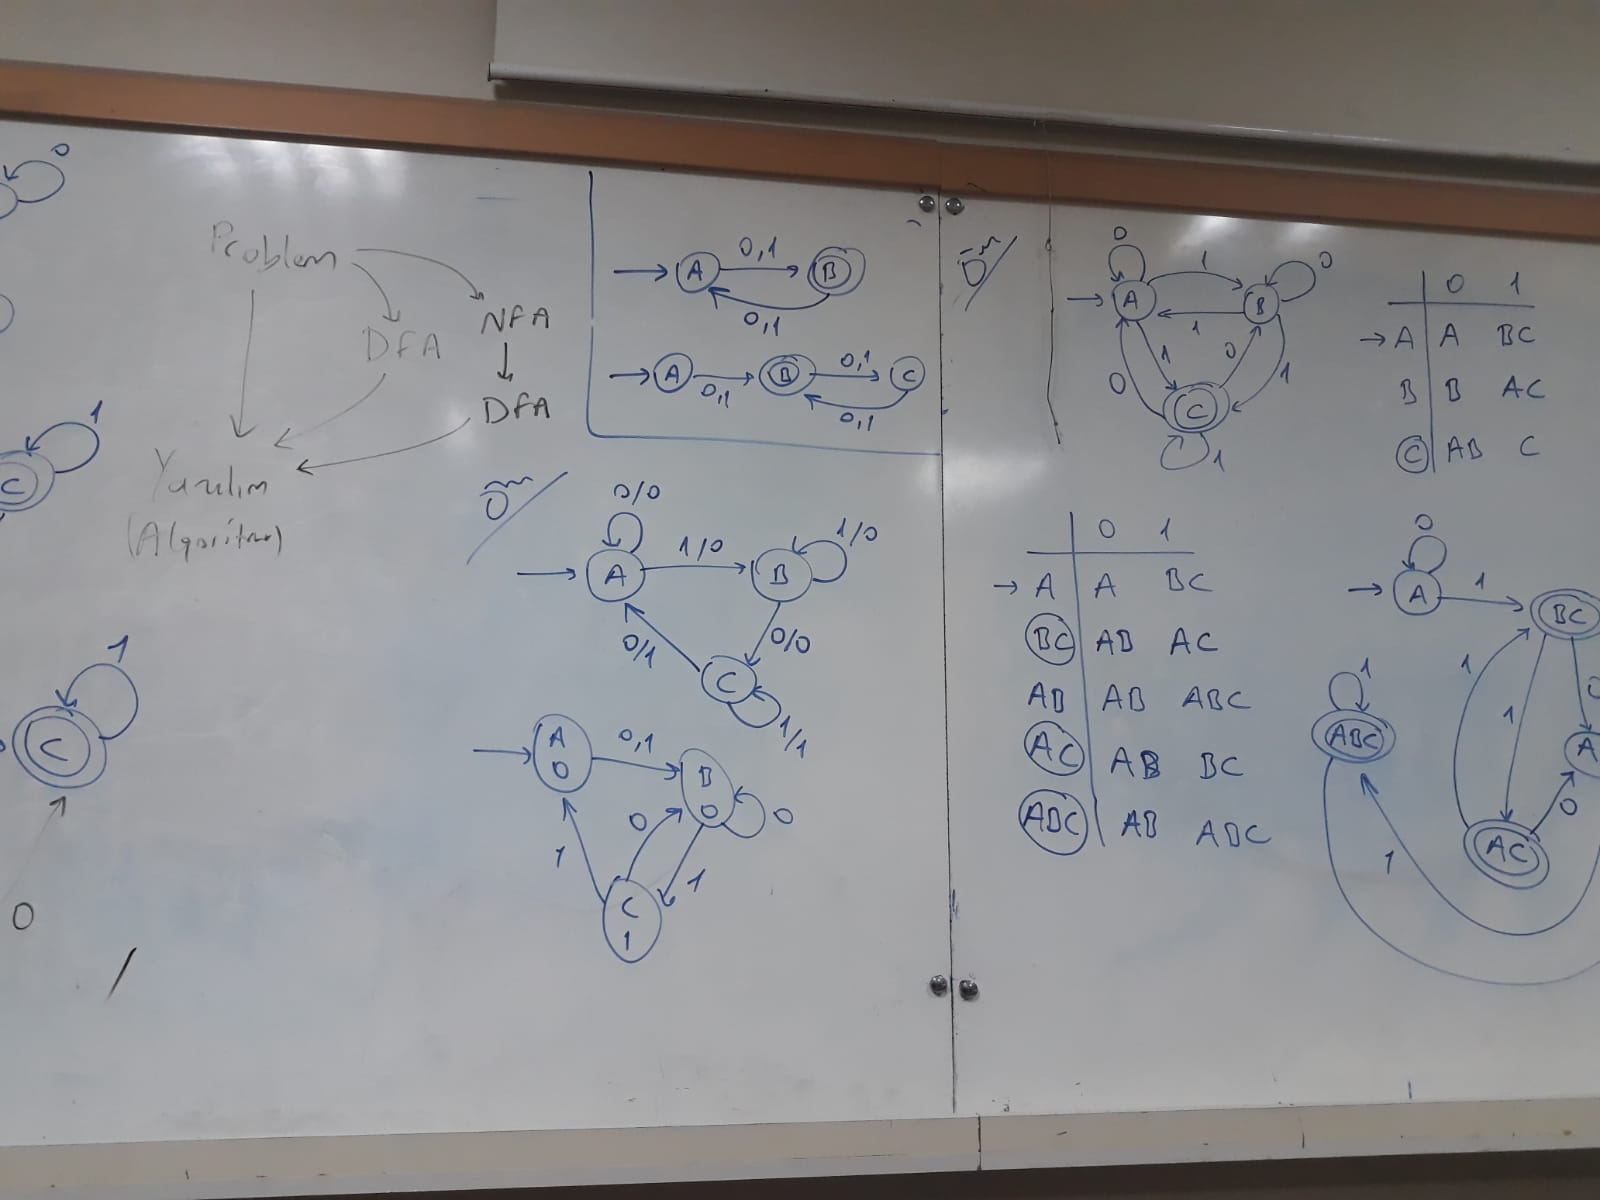 0
1
C
1
C
0
Problem
DFA
NFA
DFA
Yazılım
(Algoritma)
0,1
A B
0,1
A 0,1 B 0,1 C
0,1
Ö
0/0
A 1/0 B 1/0
0/1 0/0
C
1/1
A
0
0,1
B
0
0
0
1
1
C
1
Ö
0
1
0
A B
1
1 0
0 1
C
1
0 1
→ A A BC
B B AC
C AB C
0 1
→ A A BC
BC AB AC
AB AB ABC
AC AB BC
ABC AB ABC
0
A 1 BC
1
1
1
ABC
A
AC
0
1